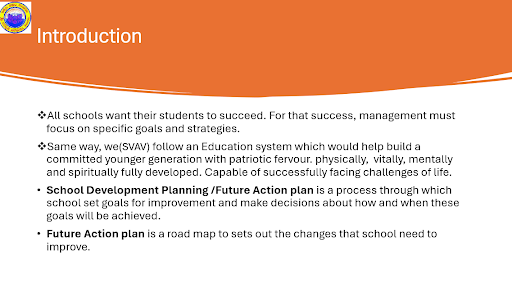 Introduction
❖All schools want their students to succeed. For that success, management must
focus on specific goals and strategies.
❖Same way, we(SVAV) follow an Education system which would help build a
committed younger generation with patriotic fervour. physically, vitally, mentally
and spiritually fully developed. Capable of successfully facing challenges of life.
• School Development Planning /Future Action plan is a process through which
school set goals for improvement and make decisions about how and when these
goals will be achieved.
• Future Action plan is a road map to sets out the changes that school need to
improve.